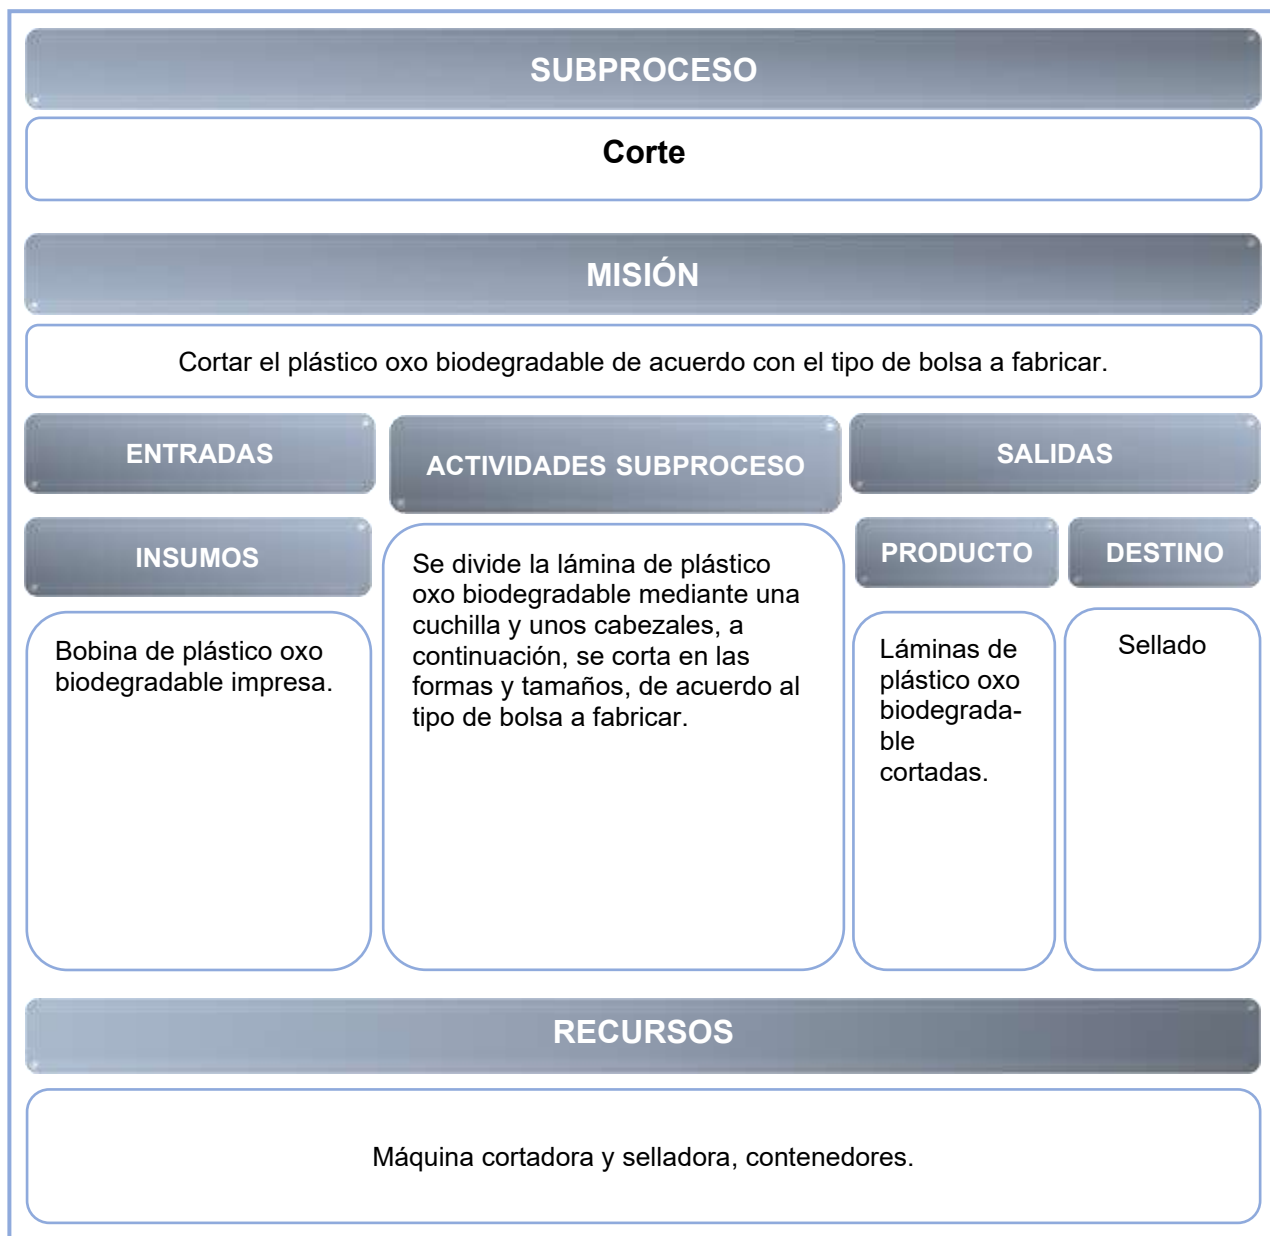 SUBPROCESO
Corte
MISIÓN
Cortar el plástico oxo biodegradable de acuerdo con el tipo de bolsa a fabricar.
ENTRADAS
ACTIVIDADES SUBPROCESO
SALIDAS
INSUMOS
PRODUCTO
DESTINO
Bobina de plástico oxo
biodegradable impresa.
Se divide la lámina de plástico
oxo biodegradable mediante una
cuchilla y unos cabezales, a
continuación, se corta en las
formas y tamaños, de acuerdo al
tipo de bolsa a fabricar.
Láminas de
plástico oxo
biodegrada-
ble
cortadas.
Sellado
RECURSOS
Máquina cortadora y selladora, contenedores.